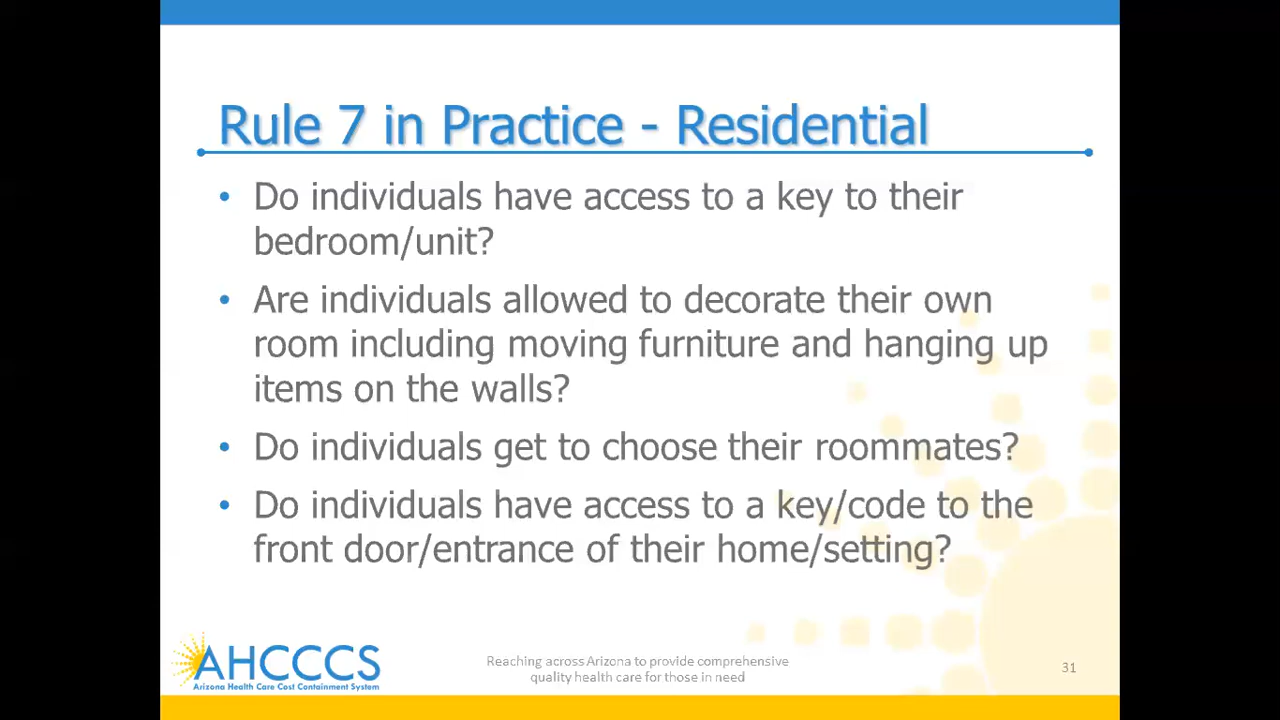 Rule 7 in Practice - Residential
• Do individuals have access to a key to their
bedroom/unit?
• Are individuals allowed to decorate their own
room including moving furniture and hanging up
items on the walls?
• Do individuals get to choose their roommates?
• Do individuals have access to a key/code to the
front door/entrance of their home/setting?
AHCCCS
Arizona Health Care Cost Containment System
Reaching across Arizona to provide comprehensive
quality health care for those in need
31